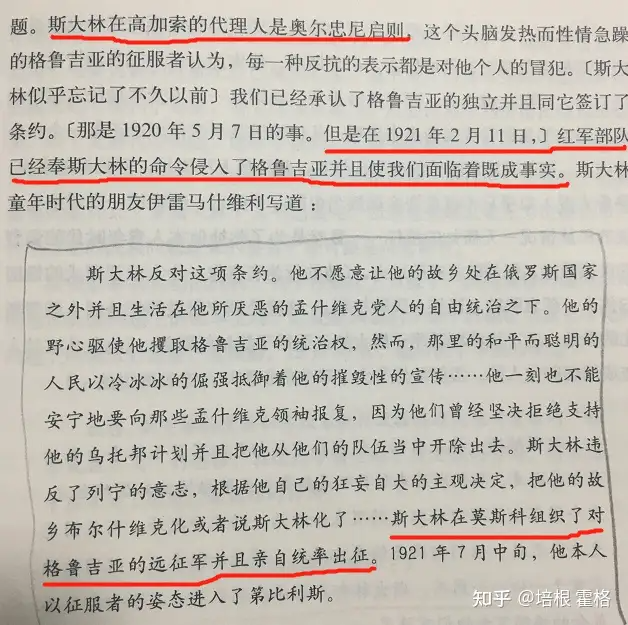 题。斯大林在高加索的代理人是奥尔忠尼启则，这个头脑发热而性情急躁
的格鲁吉亚的征服者认为，每一种反抗的表示都是对他个人的冒犯。〔斯大
林似乎忘记了不久以前〕我们已经承认了格鲁吉亚的独立并且同它签订了
条约。〔那是 1920 年 5 月 7 日的事。但是在 1921 年 2 月 11 日，〕红军部队
已经奉斯大林的命令侵入了格鲁吉亚并且使我们面临着既成事实。斯大林
童年时代的朋友伊雷马什维利写道：
斯大林反对这项条约。他不愿意让他的故乡处在俄罗斯国家
之外并且生活在他所厌恶的孟什维克党人的自由统治之下。他的
野心驱使他攫取格鲁吉亚的统治权，然而，那里的和平而聪明的
人民以冷冰冰的倔强抵御着他的摧毁性的宣传……他一刻也不能
安宁地要向那些孟什维克领袖报复，因为他们曾经坚决拒绝支持
他的乌托邦计划并且把他从他们的队伍当中开除出去。斯大林违
反了列宁的意志，根据他自己的狂妄自大的主观决定，把他的故
乡布尔什维克化或者说斯大林化了……斯大林在莫斯科组织了对
格鲁吉亚的远征军并且亲自统率出征。1921 年 7 月中旬，他本人
以征服者的姿态进入了第比利斯。
知乎 @培根 霍格